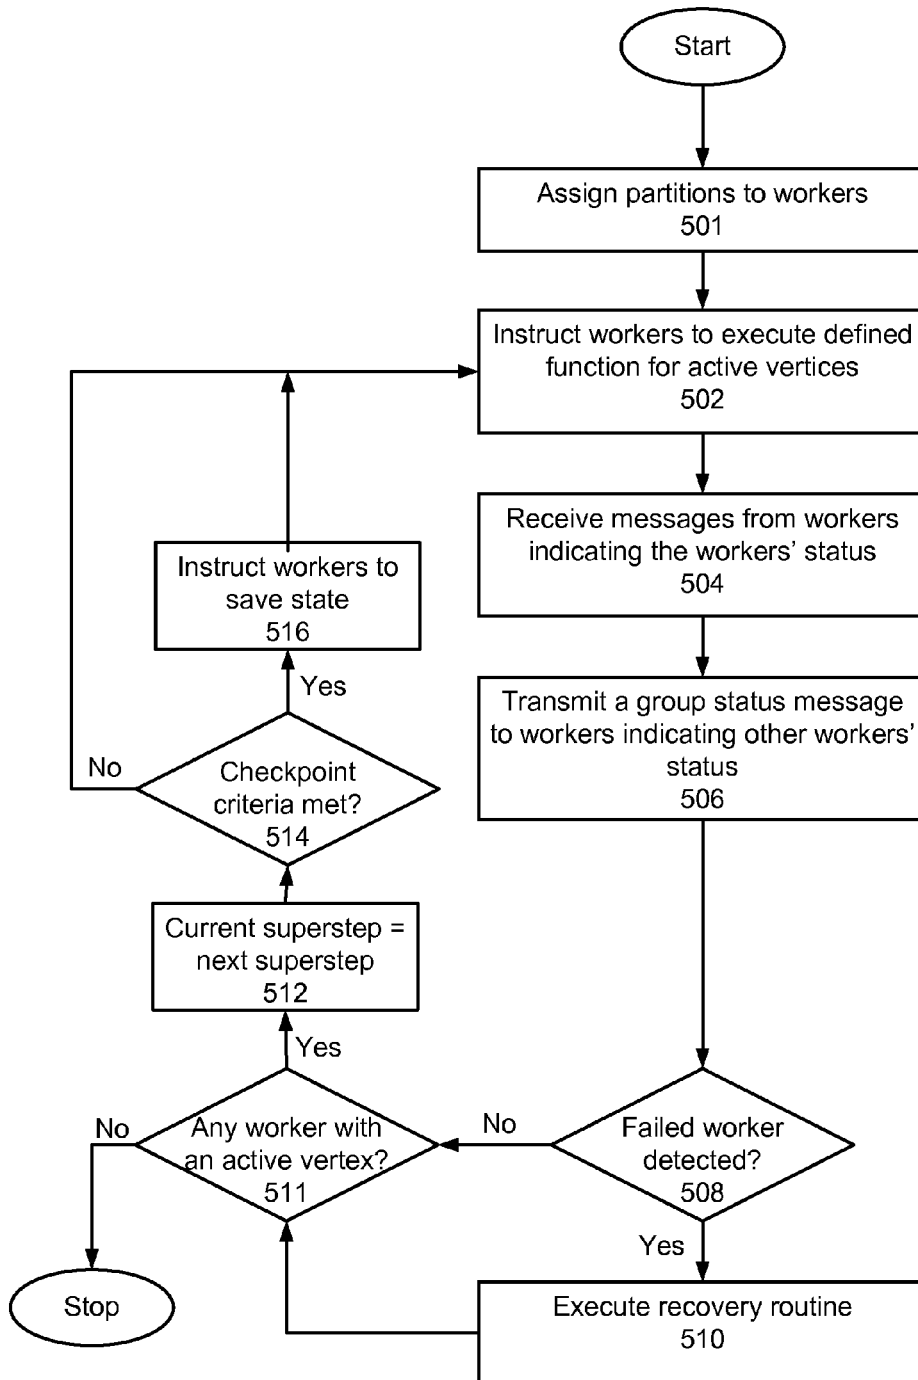 Start
Assign partitions to workers
501
Instruct workers to execute defined
function for active vertices
502
Receive messages from workers
indicating the workers' status
504
Instruct workers to
save state
516
Transmit a group status message
to workers indicating other workers'
status
506
Yes
No
Checkpoint
criteria met?
514
Current superstep =
next superstep
512
Yes
No
Any worker with
an active vertex?
511
No
Failed worker
detected?
508
Yes
Stop
Execute recovery routine
510